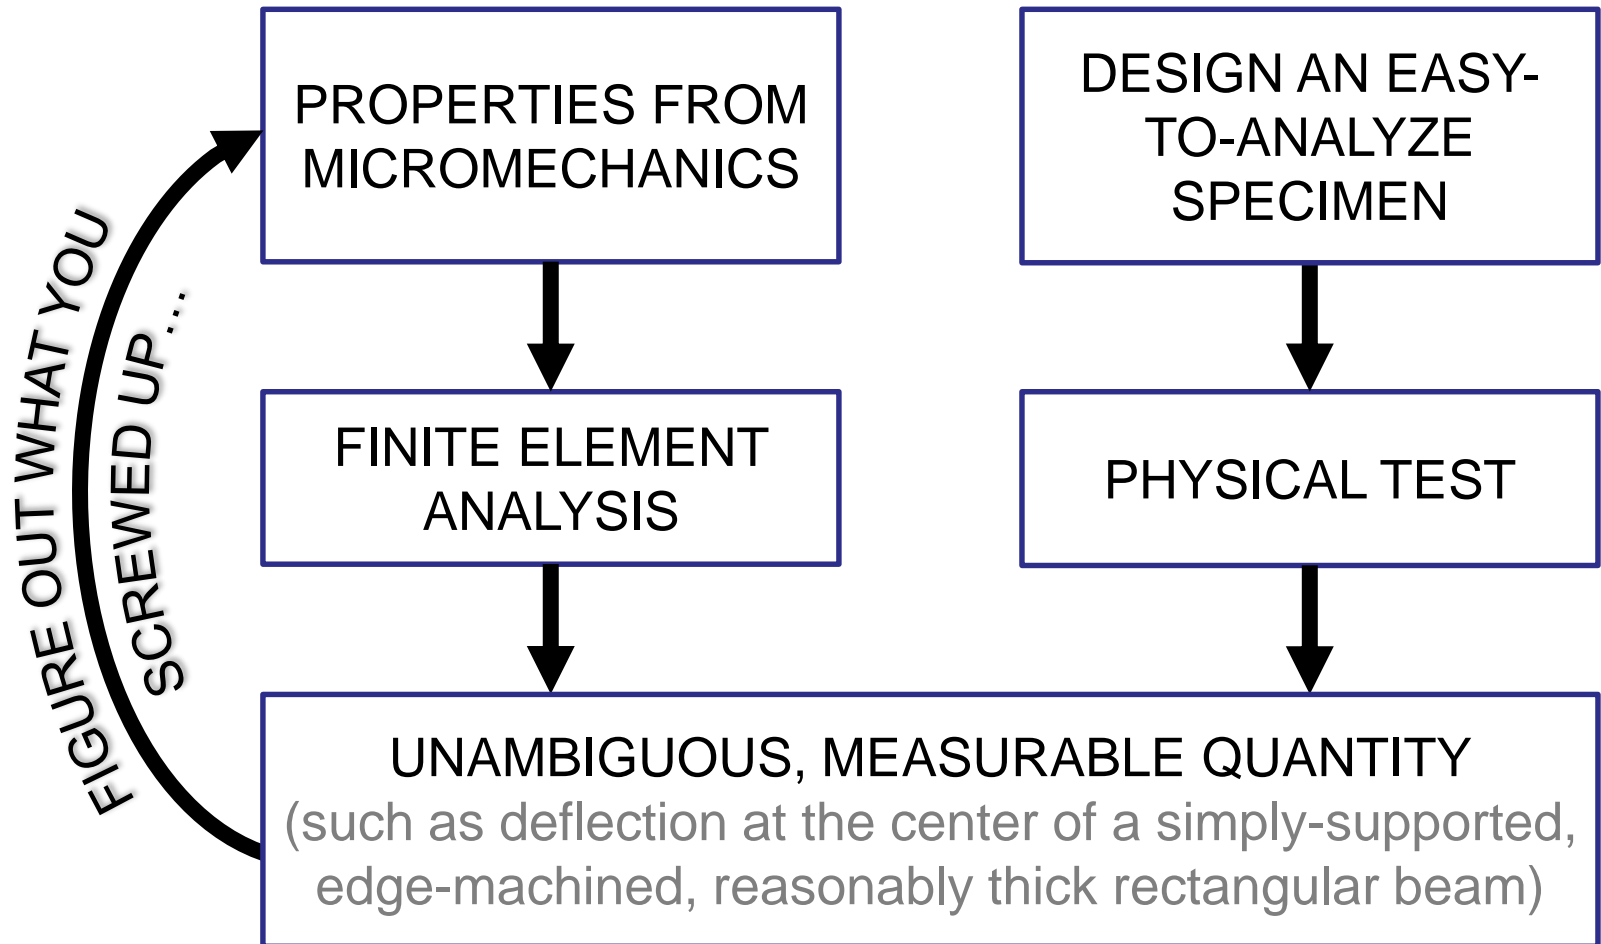 PROPERTIES FROM
MICROMECHANICS
DESIGN AN EASY-
TO-ANALYZE
SPECIMEN
FIGURE OUT WHAT YOU
SCREWED UP...
FINITE ELEMENT
ANALYSIS
PHYSICAL TEST
UNAMBIGUOUS, MEASURABLE QUANTITY
(such as deflection at the center of a simply-supported,
edge-machined, reasonably thick rectangular beam)